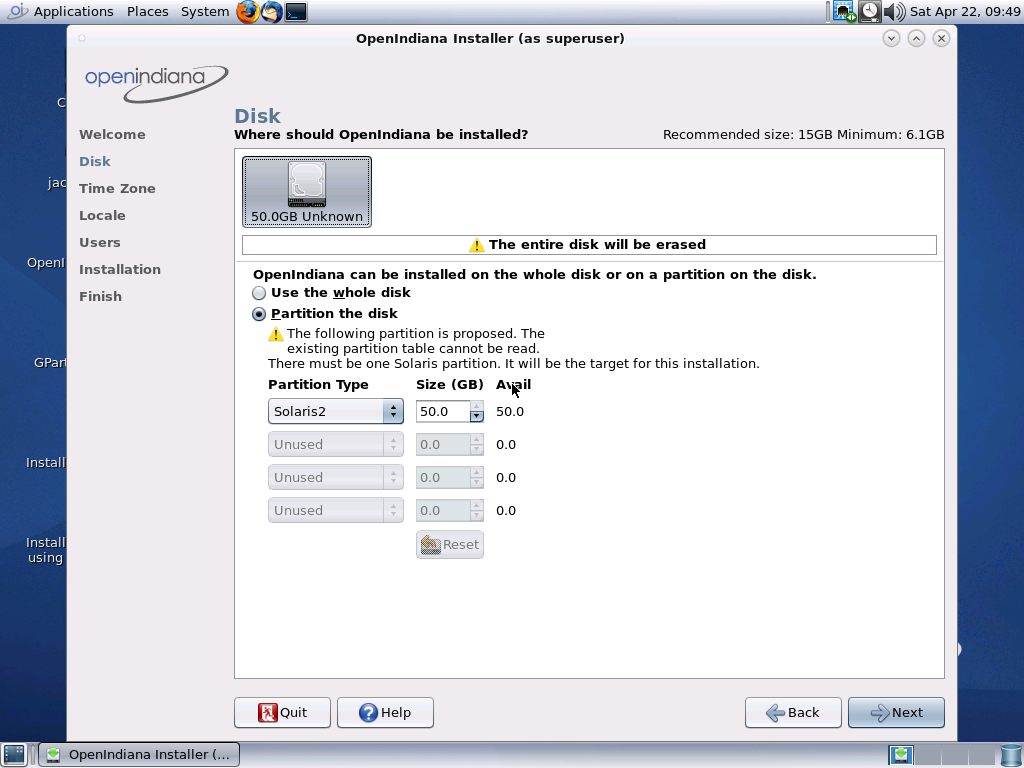 Applications Places System
Sat Apr 22, 09:49
OpenIndiana Installer (as superuser)
openindiana
Disk
Where should OpenIndiana be installed?
Recommended size: 15GB Minimum: 6.1GB
Welcome
Disk
Time Zone
Locale
Users
Installation
Finish
50.0GB Unknown
The entire disk will be erased
OpenIndiana can be installed on the whole disk or on a partition on the disk.
Use the whole disk
Partition the disk
The following partition is proposed. The
existing partition table cannot be read.
There must be one Solaris partition. It will be the target for this installation.
Partition Type Size (GB) Avail
Solaris2 50.0 50.0
Unused 0.0 0.0
Unused 0.0 0.0
Unused 0.0 0.0
Reset
Quit
Help
Back
Next
C
jac
OpenI
GPart
Install
Install
using
OpenIndiana Installer (...